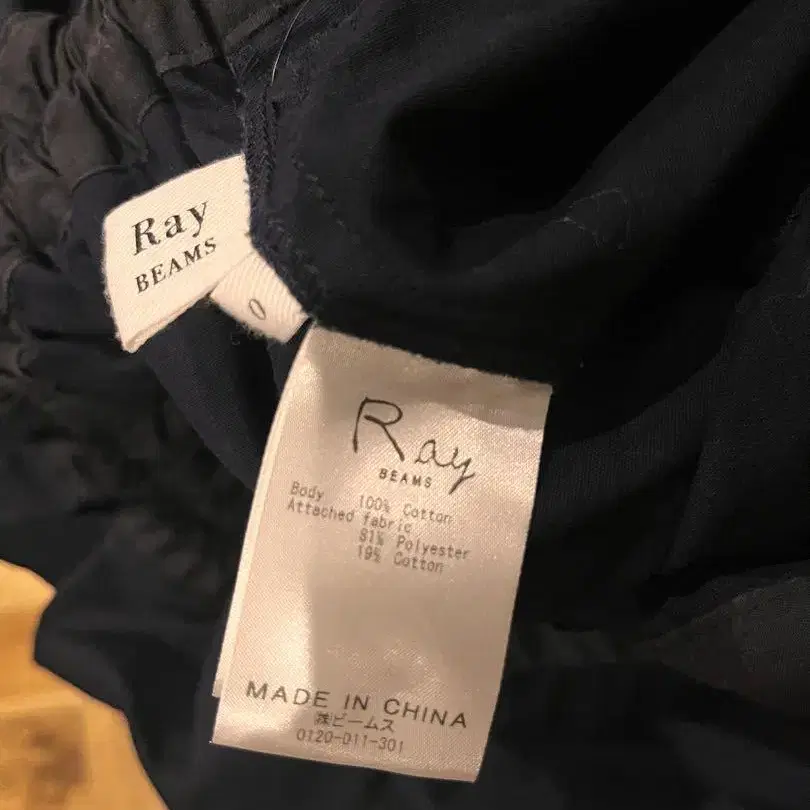 Ray
BEAMS
0
Ray
BEAMS
Body 100% Cotton
Attached fabric
81% Polyester
19% Cotton
MADE IN CHINA
㈱ビームス
0120-011-301